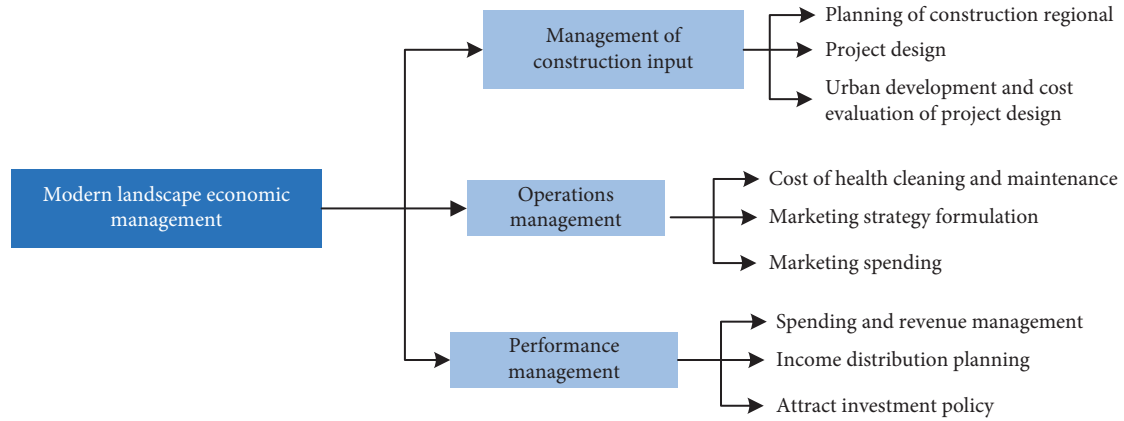 Modern landscape economic
management
Management of
construction input
Planning of construction regional
Project design
Urban development and cost
evaluation of project design
Operations
management
Cost of health cleaning and maintenance
Marketing strategy formulation
Marketing spending
Performance
management
Spending and revenue management
Income distribution planning
Attract investment policy